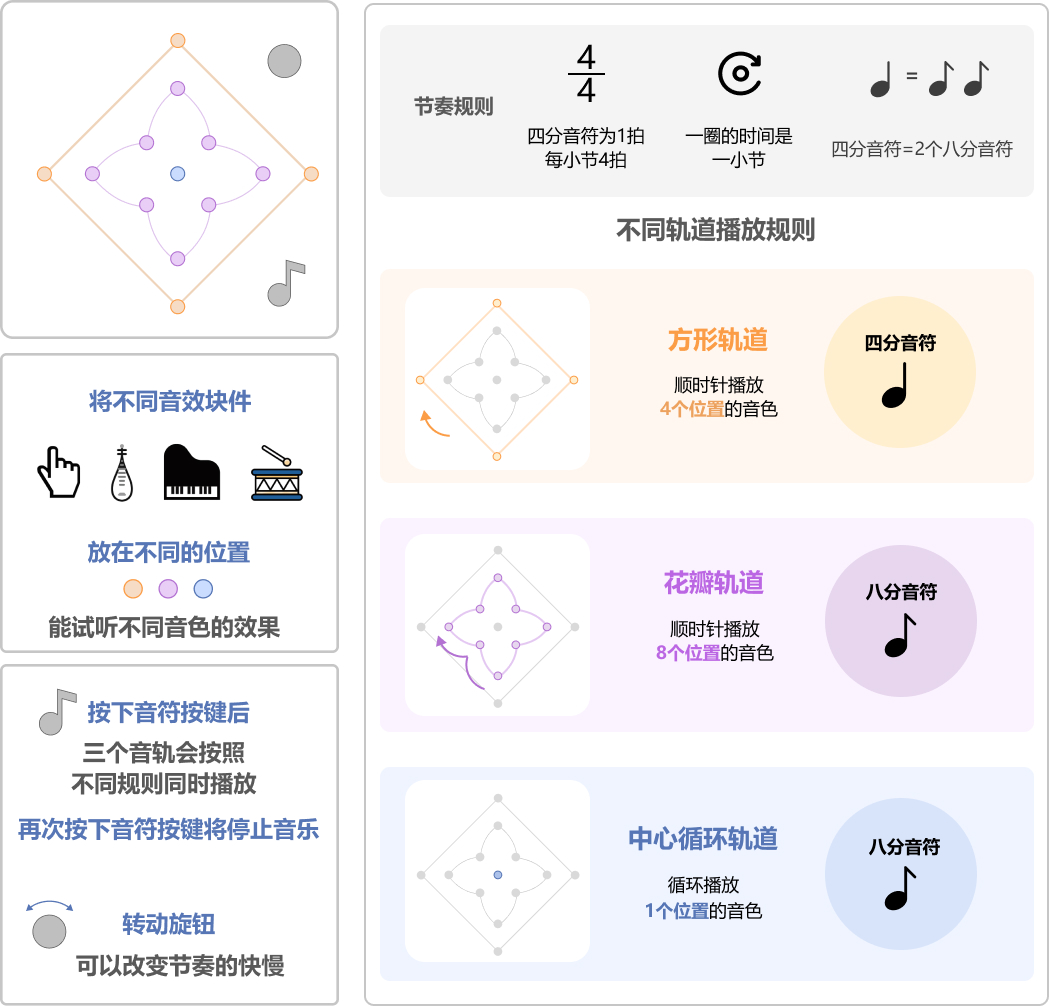 将不同音效块件
放在不同的位置
能试听不同音色的效果
按下音符按键后
三个音轨会按照
不同规则同时播放
再次按下音符按键将停止音乐
转动旋钮
可以改变节奏的快慢
节奏规则
4
4
四分音符为1拍
每小节4拍
一圈的时间是
一小节
=
四分音符=2个八分音符
不同轨道播放规则
方形轨道
顺时针播放
4个位置的音色
四分音符
花瓣轨道
顺时针播放
8个位置的音色
八分音符
中心循环轨道
循环播放
1个位置的音色
八分音符